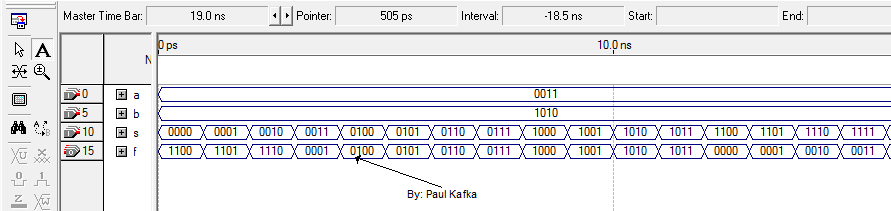 Master Time Bar: 19.0 ns Pointer: 505 ps Interval: -18.5 ns Start: End:
0 ps 10.0 ns
N
0 a 0011
5 b 1010
10 s 0000 0001 0010 0011 0100 0101 0110 0111 1000 1001 1010 1011 1100 1101 1110 1111
15 f 1100 1101 1110 0001 0100 0101 0110 0111 1000 1001 1010 1011 0000 0001 0010 0011
By: Paul Kafka